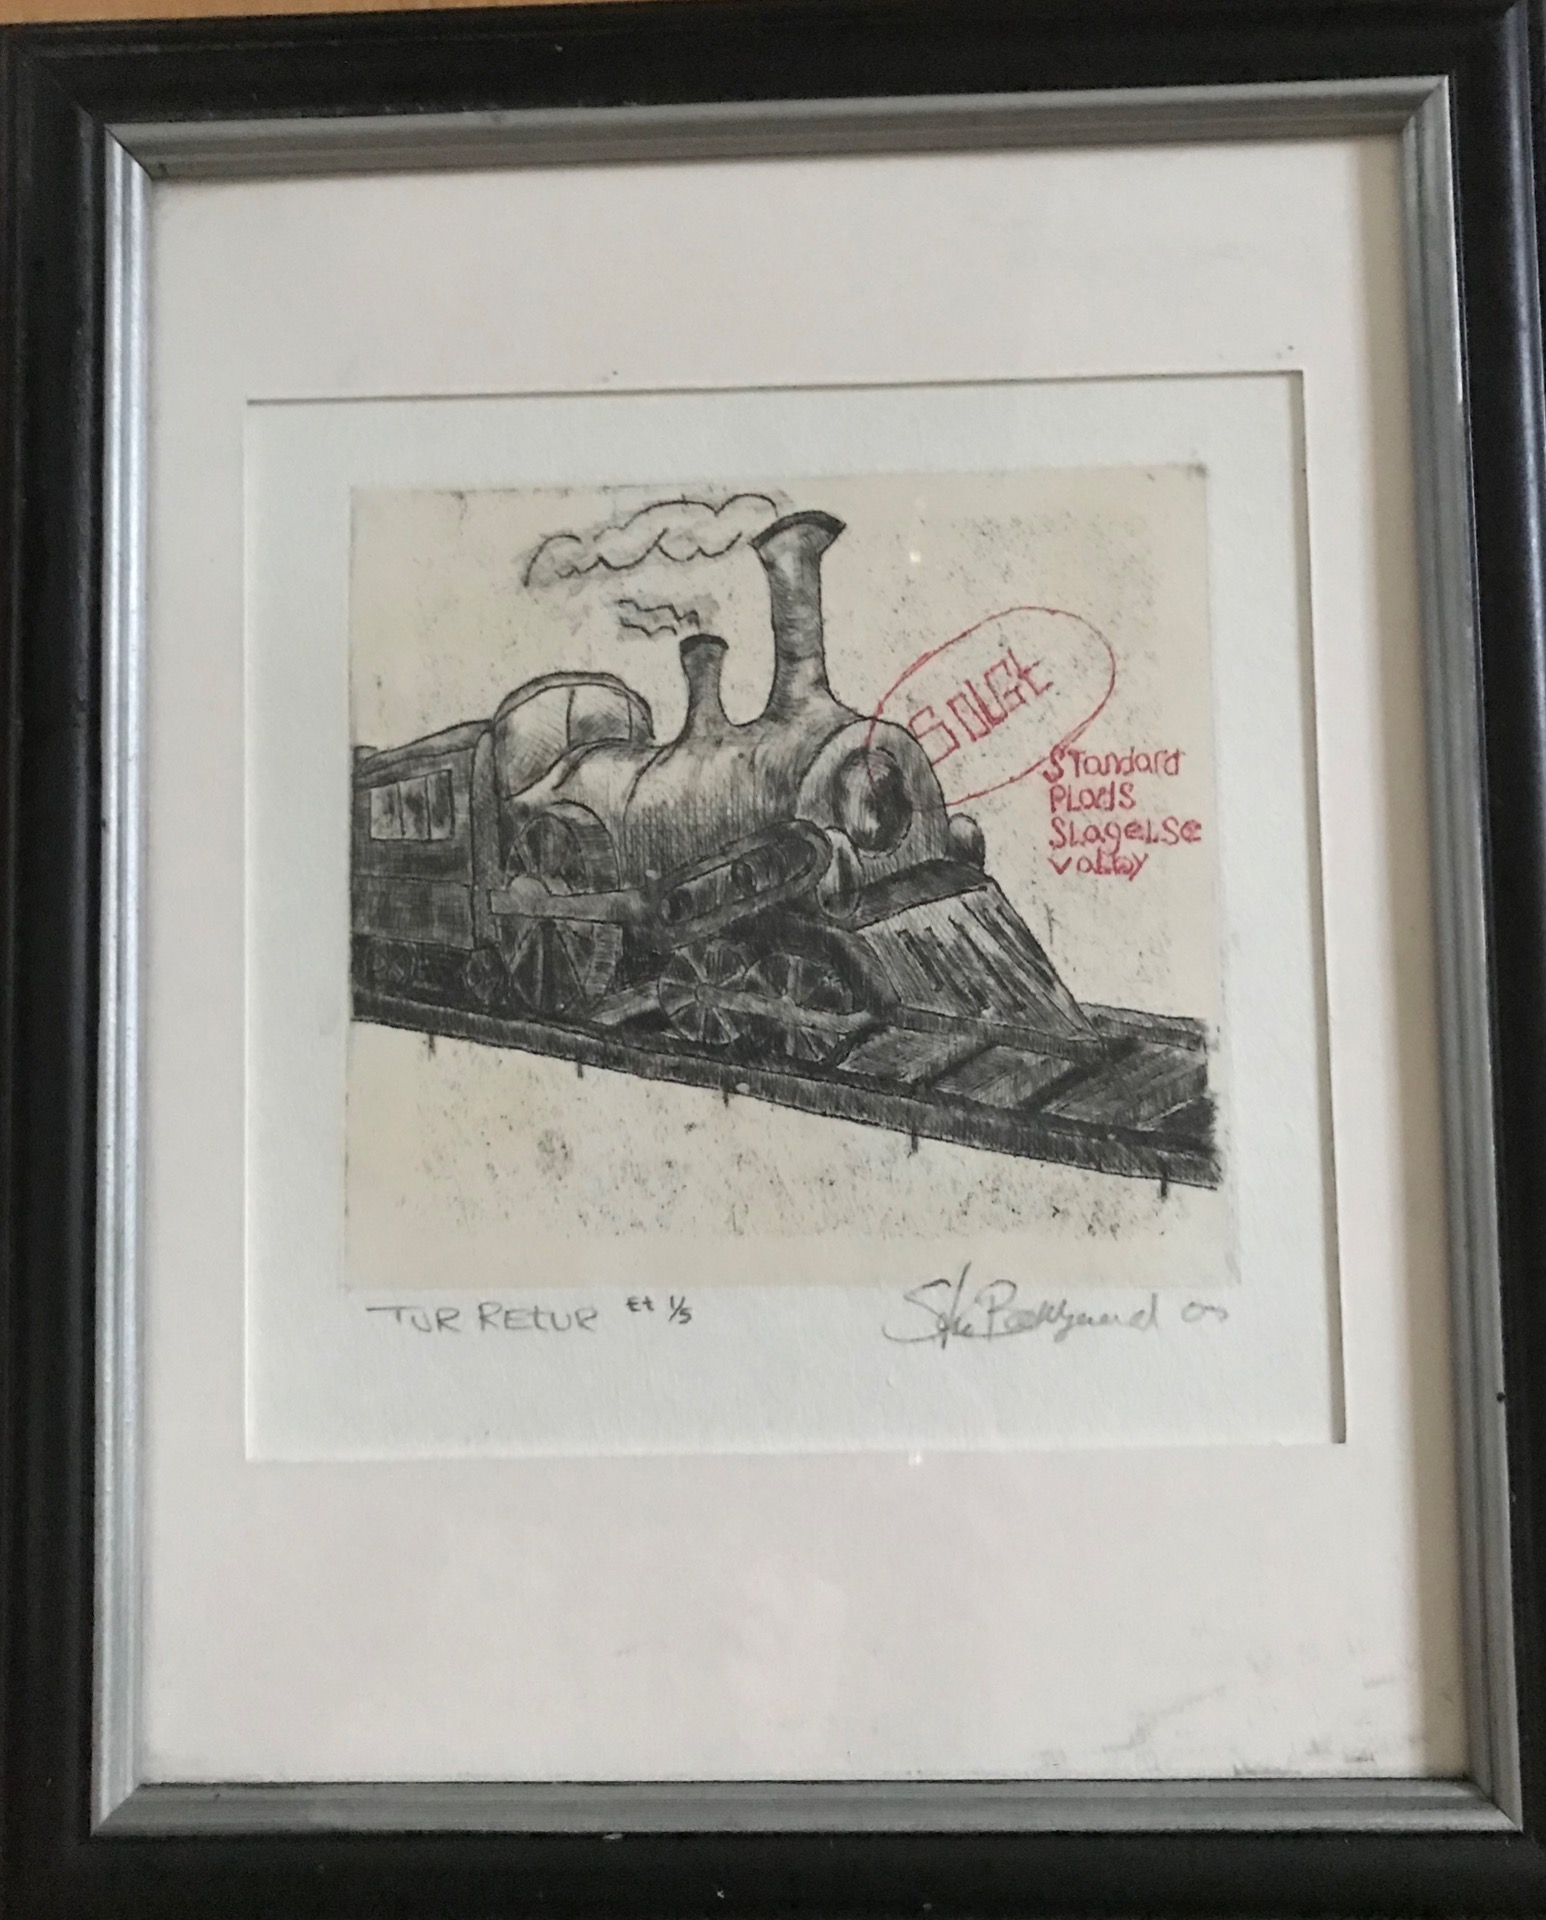 SOLGt
Standard
PLads
SLageLSe
vaLby
TUR RETUR Et 1/5